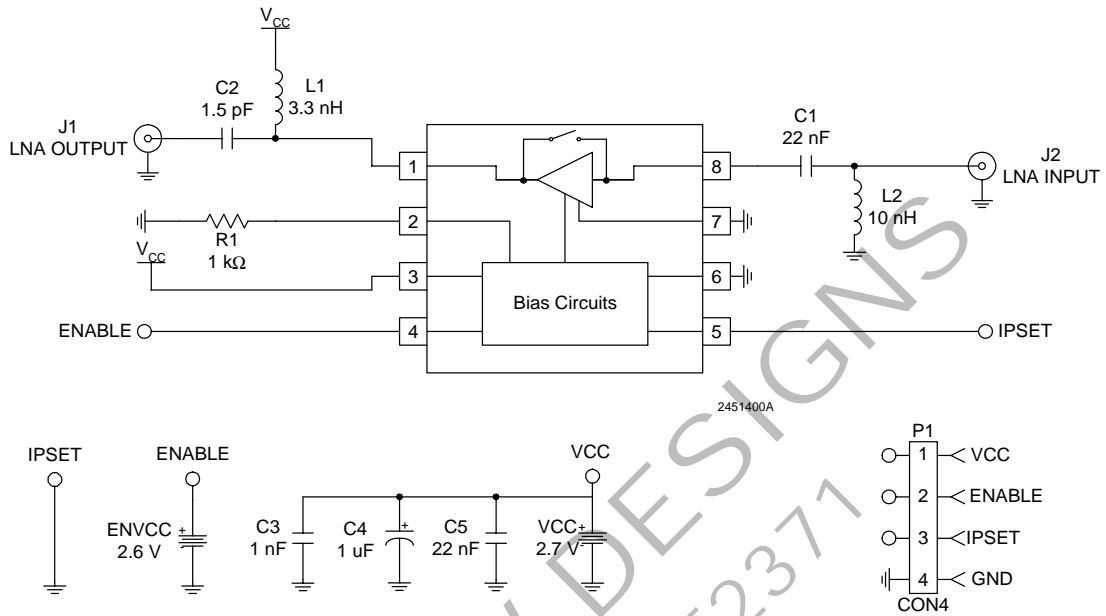 VCC
C2
1.5 pF
L1
3.3 nH
J1
LNA OUTPUT
C1
22 nF
J2
LNA INPUT
L2
10 nH
1
8
2
7
R1
1 kΩ
VCC
3
6
Bias Circuits
ENABLE
4
5
IPSET
2451400A
IPSET
ENABLE
ENVCC
2.6 V
+
-
C3
1 nF
C4
1 uF
+
C5
22 nF
VCC
VCC
2.7 V
+
-
P1
1
VCC
2
ENABLE
3
IPSET
4
GND
CON4
DESIGNS
2371